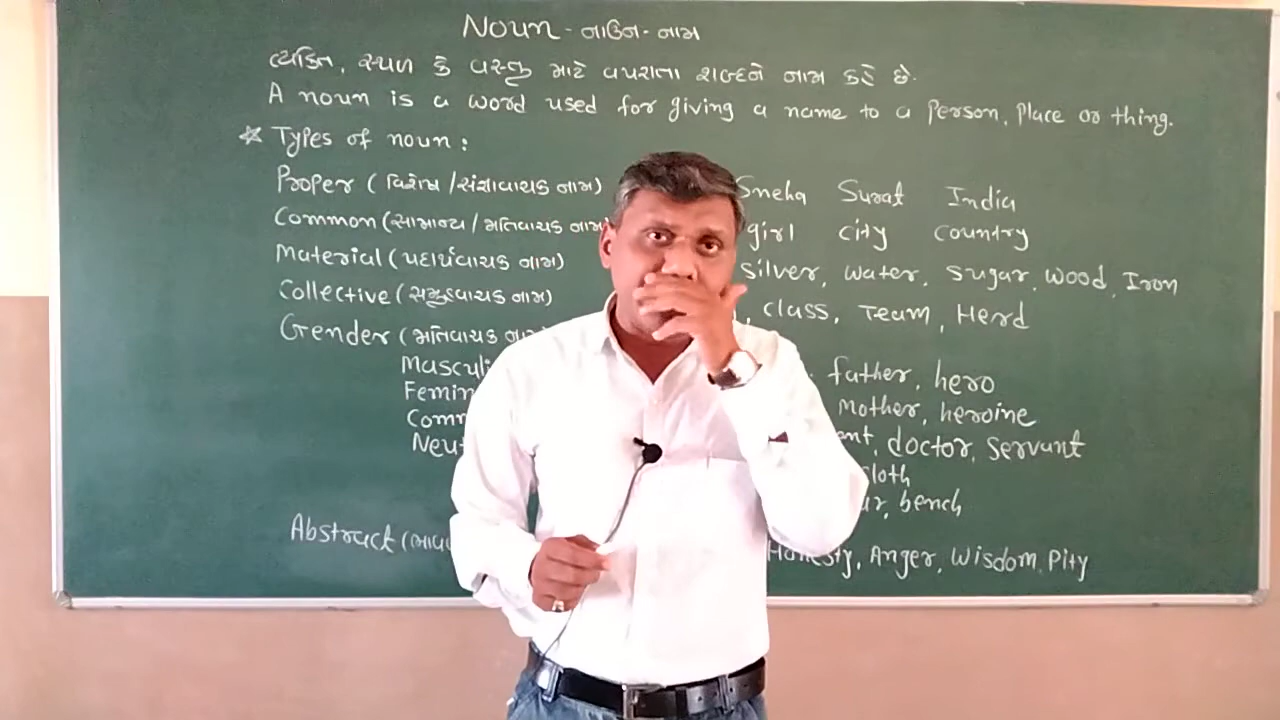 Noun - નાઉન - નામ
વ્યક્તિ, સ્થળ કે વસ્તુ માટે વપરાતા શબ્દને નામ કહે છે.
A noun is a word used for giving a name to a Person, Place or thing.
* Types of noun :
Proper ( વિશેષ / સંજ્ઞાવાચક નામ) Sneha Surat India
Common (સામાન્ય / જાતિવાચક નામ) girl city country
Material (પદાર્થવાચક નામ) silver, water, sugar, wood, Iron
Collective (સમુહવાચક નામ) , class, Team, Herd
Gender (જાતિવાચક father, hero
Mother, heroine
doctor, servant
bench
Abstract Honesty, Anger, Wisdom, Pity